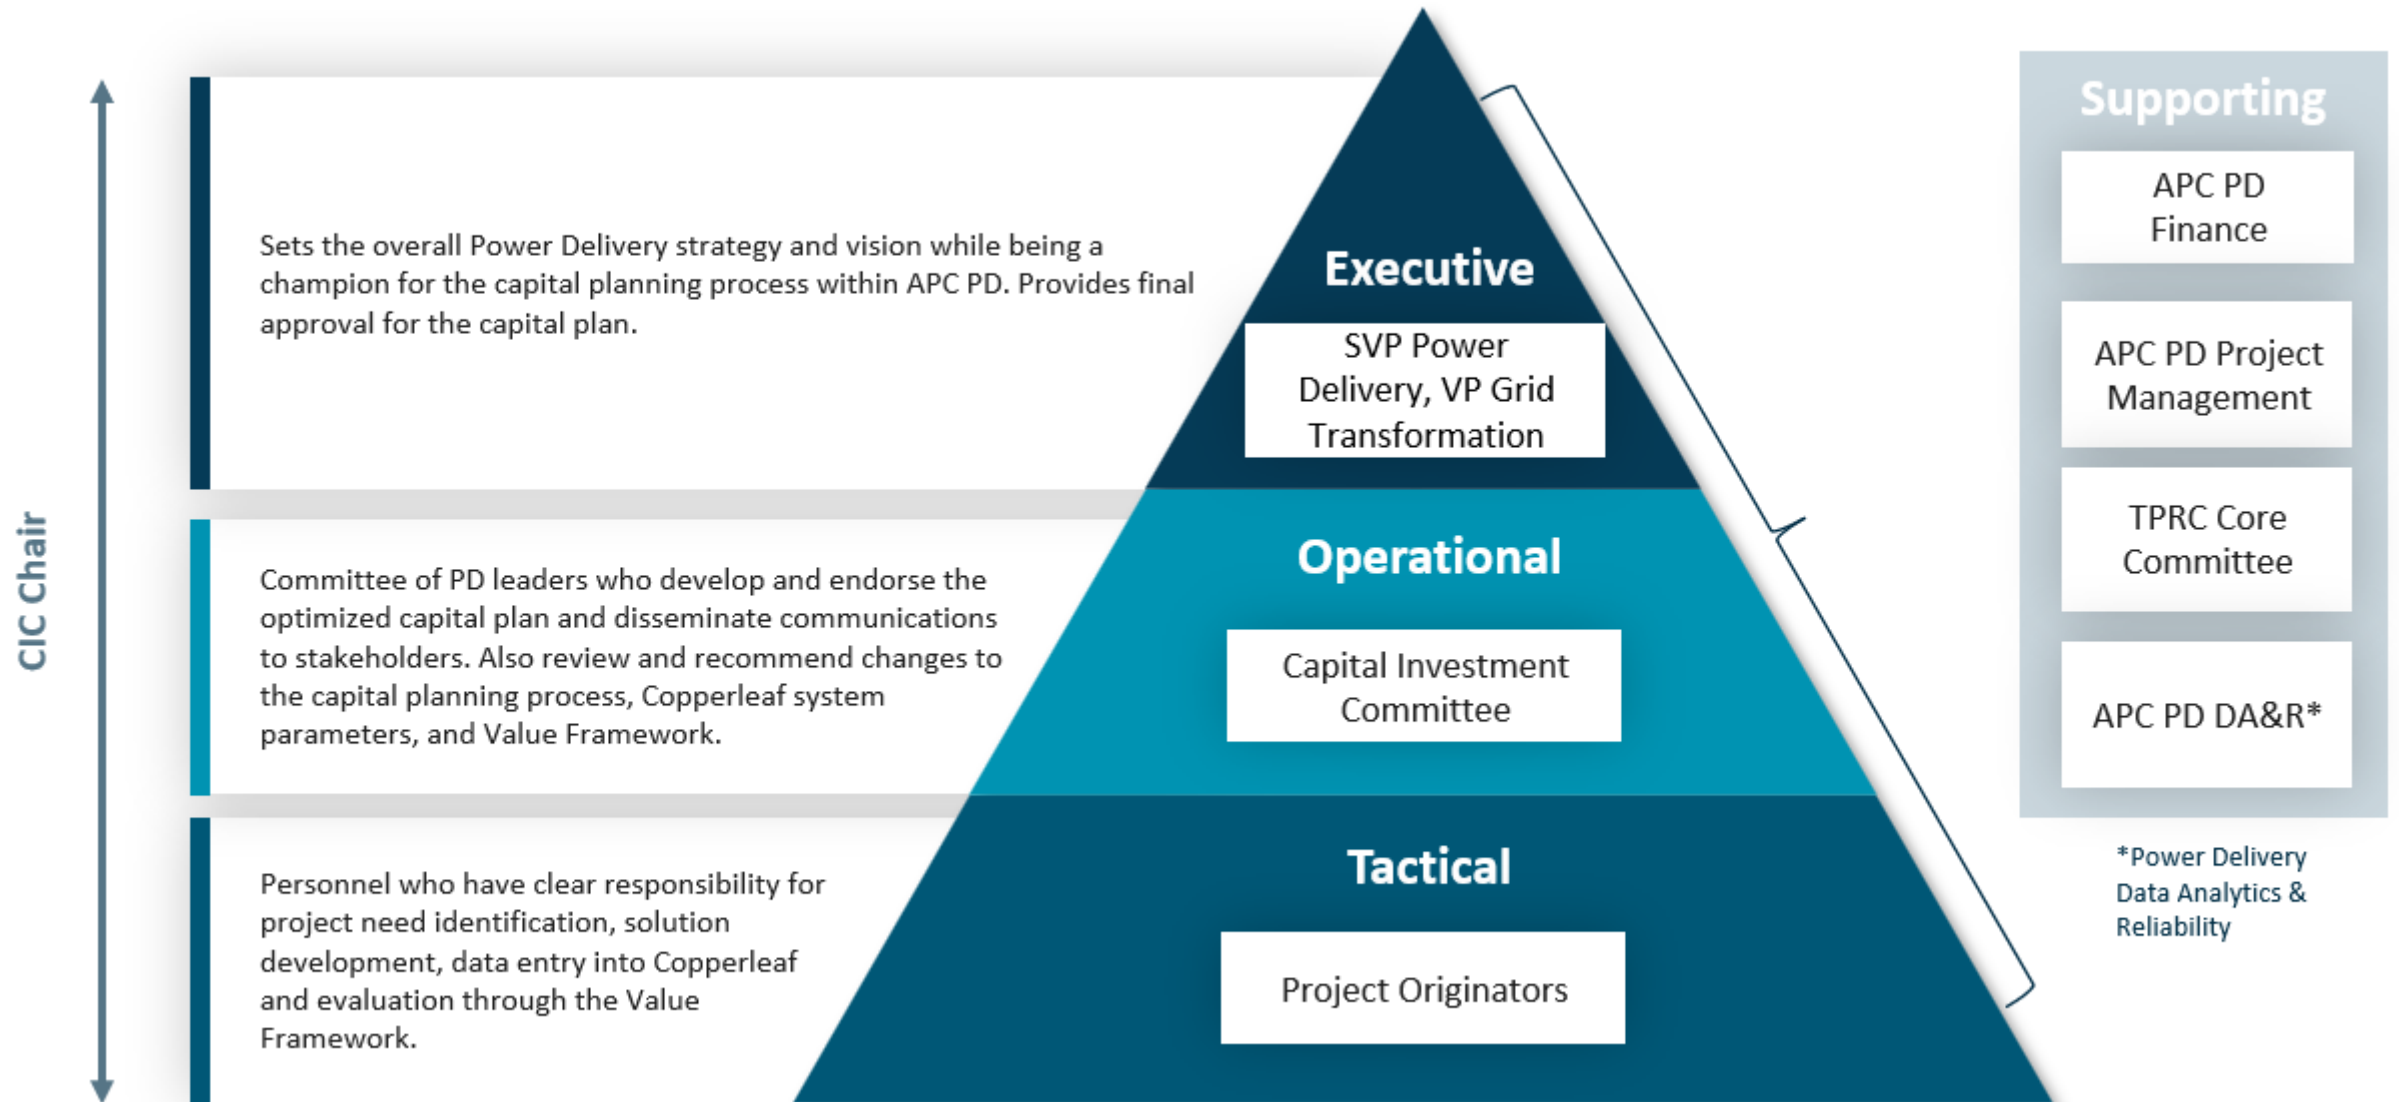 CIC Chair
Sets the overall Power Delivery strategy and vision while being a
champion for the capital planning process within APC PD. Provides final
approval for the capital plan.
Committee of PD leaders who develop and endorse the
optimized capital plan and disseminate communications
to stakeholders. Also review and recommend changes to
the capital planning process, Copperleaf system
parameters, and Value Framework.
Personnel who have clear responsibility for
project need identification, solution
development, data entry into Copperleaf
and evaluation through the Value
Framework.
Executive
SVP Power
Delivery, VP Grid
Transformation
Operational
Capital Investment
Committee
Tactical
Project Originators
Supporting
APC PD
Finance
APC PD Project
Management
TPRC Core
Committee
APC PD DA&R*
*Power Delivery
Data Analytics &
Reliability